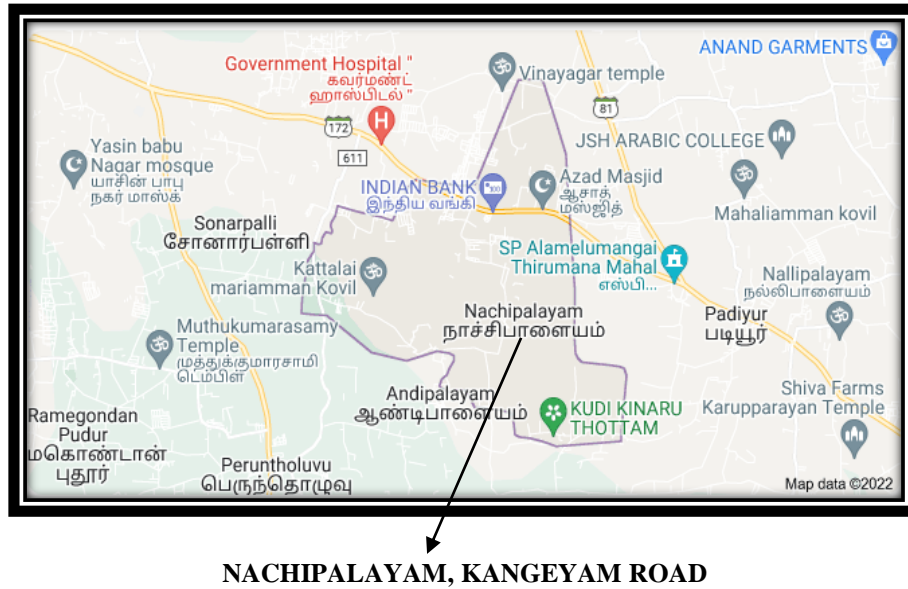 ANAND GARMENTS
Government Hospital "
கவர்மண்ட்
ஹாஸ்பிடல் "
Vinayagar temple
81
172
611
JSH ARABIC COLLEGE
Yasin babu
Nagar mosque
யாசின் பாபு
நகர் மாஸ்க்
H
INDIAN BANK
இந்திய வங்கி
Azad Masjid
ஆசாத்
மஸ்ஜித்
Mahaliamman kovil
Sonarpalli
சோனார்பள்ளி
SP Alamelumangai
Thirumana Mahal
எஸ்பி...
Kattalai
mariamman Kovil
Nallipalayam
நல்லிபாளையம்
Nachipalayam
நாச்சிபாளையம்
Padiyur
படியூர்
Muthukumarasamy
Temple
முத்துக்குமாரசாமி
டெம்பிள்
Andipalayam
ஆண்டிபாளையம்
KUDI KINARU
THOTTAM
Shiva Farms
Karupparayan Temple
Ramegondan
Pudur
மகொண்டான்
புதூர்
Peruntholuvu
பெருந்தொழுவு
Map data ©2022
NACHIPALAYAM, KANGEYAM ROAD